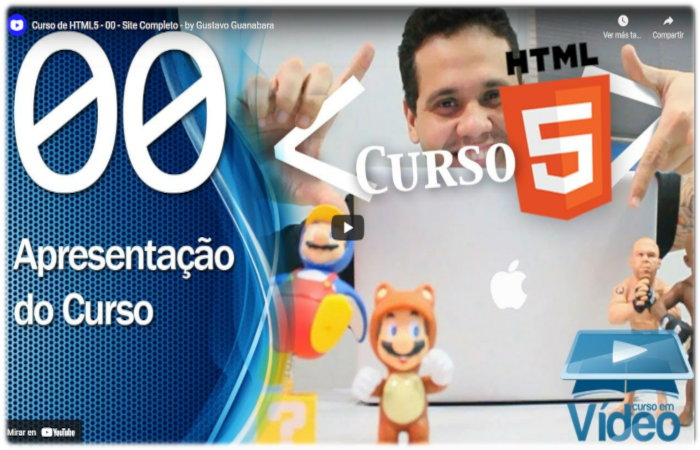 Curso de HTML5 - 00 - Site Completo - by Gustavo Guanabara
Ver más ta...
Compartir
00
HTML
5
CURSO
Apresentação
do Curso
?
curso em
Vídeo
Mirar en YouTube